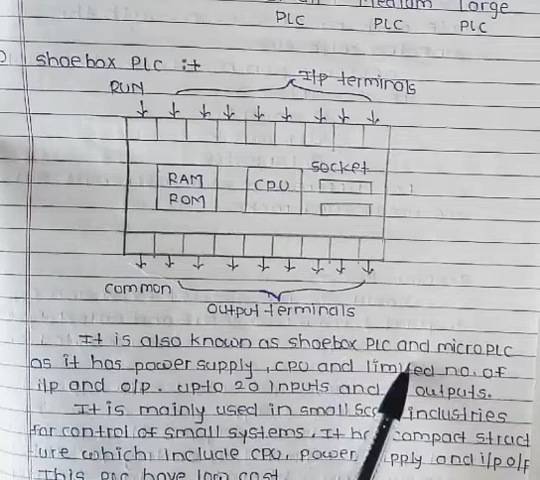 Medium Large
PLC PLC PLC
shoebox PLC :-
RUN I/p terminals
socket
RAM CPU
ROM
common
output terminals
It is also known as shoebox PLC and micro PLC
as it has power supply, CPU and limited no. of
i/p and o/p. upto 20 inputs and outputs.
It is mainly used in small industries
for control of small systems. It compact struct
ure which include CPU, power and i/p o/p
This PLC have low cost